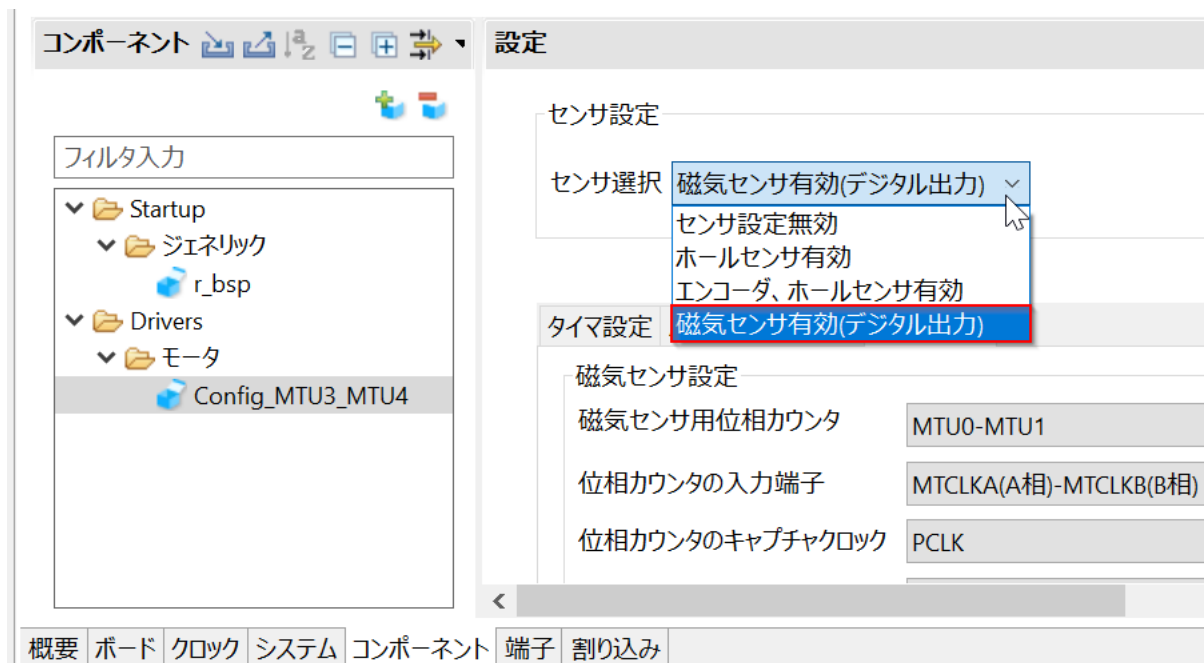 コンポーネント
設定
フィルタ入力
Startup
ジェネリック
r_bsp
Drivers
モータ
Config_MTU3_MTU4
センサ設定
センサ選択 磁気センサ有効(デジタル出力)
センサ設定無効
ホールセンサ有効
エンコーダ、ホールセンサ有効
磁気センサ有効(デジタル出力)
タイマ設定
磁気センサ設定
磁気センサ用位相カウンタ MTU0-MTU1
位相カウンタの入力端子 MTCLKA(A相)-MTCLKB(B相)
位相カウンタのキャプチャクロック PCLK
概要 ボード クロック システム コンポーネント 端子 割り込み